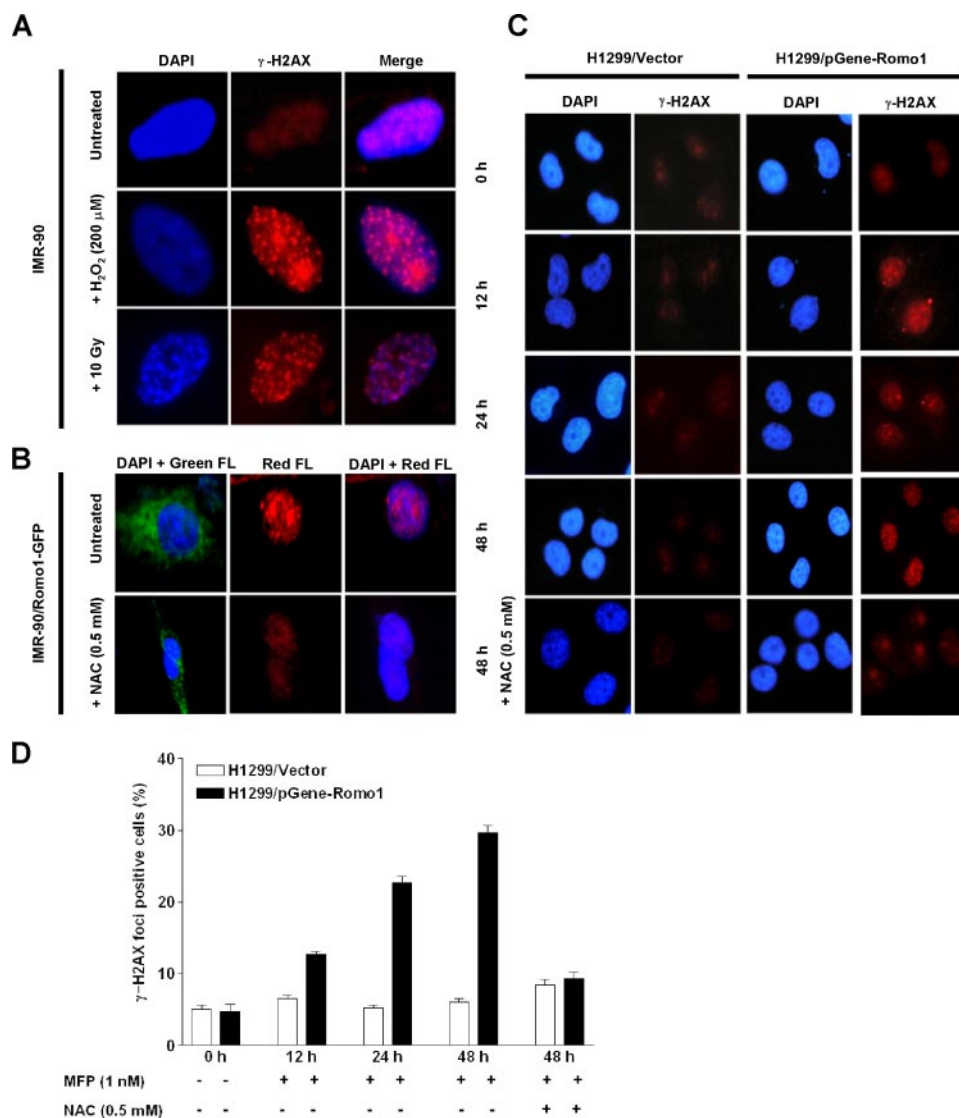 A
DAPI γ-H2AX Merge
IMR-90
Untreated
+ H2O2 (200 µM)
+ 10 Gy
B
DAPI + Green FL Red FL DAPI + Red FL
IMR-90/Romo1-GFP
Untreated
+ NAC (0.5 mM)
C
H1299/Vector H1299/pGene-Romo1
DAPI γ-H2AX DAPI γ-H2AX
0 h
12 h
24 h
48 h
48 h
+ NAC (0.5 mM)
D
γ-H2AX foci positive cells (%)
40
30
20
10
0
H1299/Vector
H1299/pGene-Romo1
0 h 12 h 24 h 48 h 48 h
MFP (1 nM) - - + + + + + + + +
NAC (0.5 mM) - - - - - - - - + +